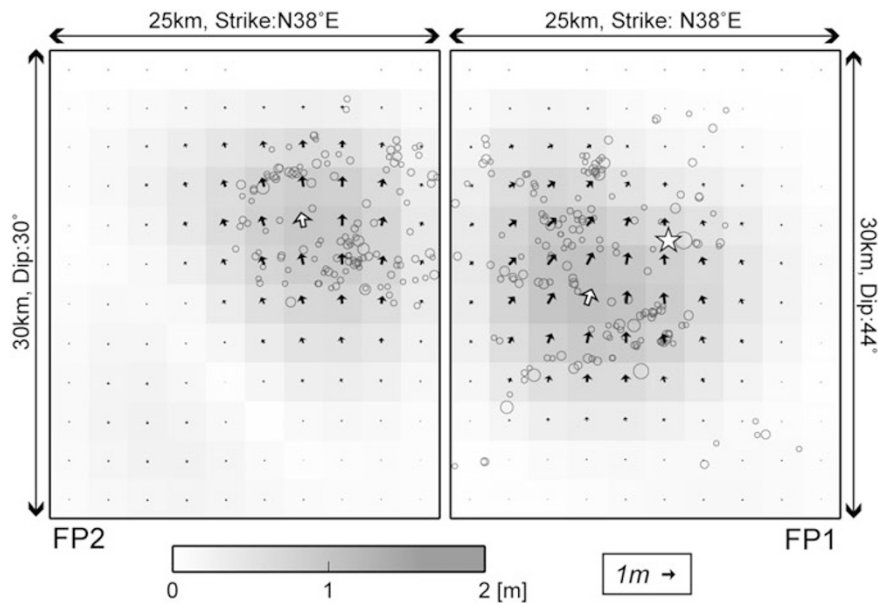 25km, Strike:N38˚E
25km, Strike: N38˚E
30km, Dip:30˚
30km, Dip:44˚
FP2
FP1
0
1
2 [m]
1m